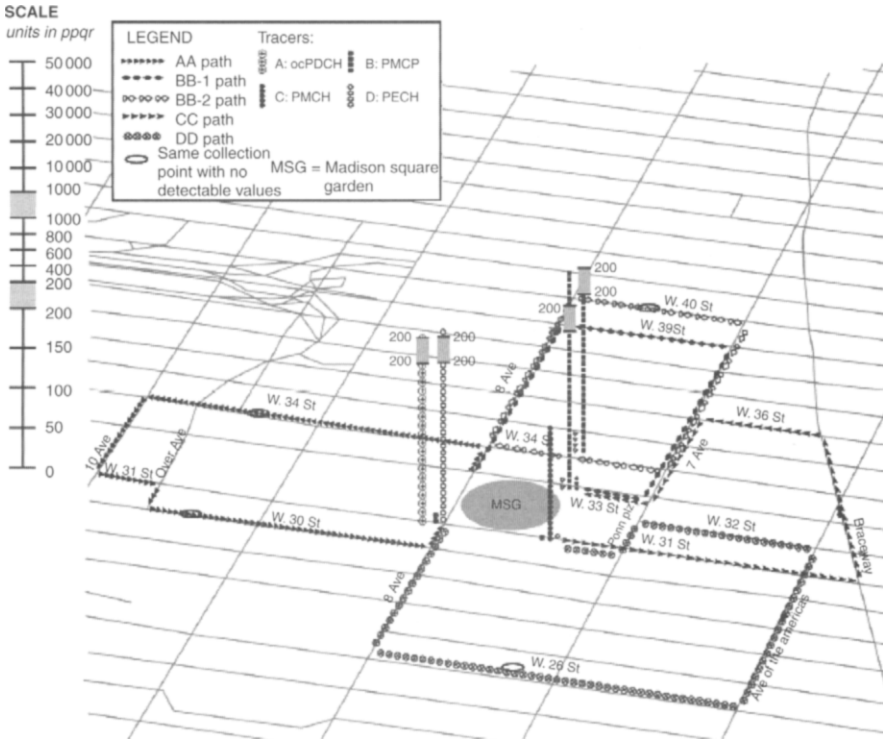 SCALE
units in ppqr
50 000
40 000
30 000
20 000
10 000
1000
1000
800
600
400
200
200
150
100
50
0
LEGEND
AA path
BB-1 path
BB-2 path
CC path
DD path
Same collection
point with no
detectable values
Tracers:
A: ocPDCH
B: PMCP
C: PMCH
D: PECH
MSG = Madison square
garden
200
200
200
200
200
200
200
200
W. 40 St
W. 39St
8 Ave
W. 34 St
W. 34 St
W. 36 St
7 Ave
10 Ave
Over Ave
W. 31 St
MSG
W. 33 St
Ponn plz
W. 32 St
W. 30 St
W. 31 St
Braceway
8 Ave
Ave of the americas
W. 26 St